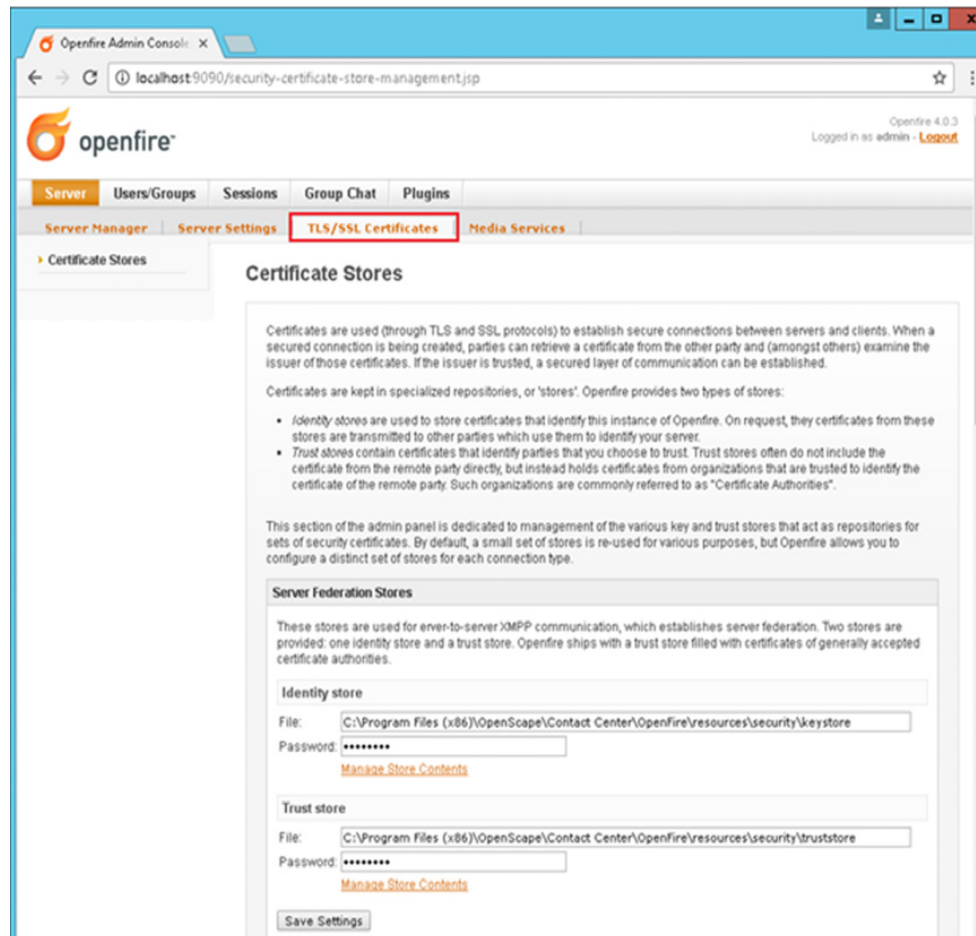 Openfire Admin Console
localhost:9090/security-certificate-store-management.jsp
openfire™
Openfire 4.0.3
Logged in as admin - Logout
Server Users/Groups Sessions Group Chat Plugins
Server Manager Server Settings TLS/SSL Certificates Media Services
Certificate Stores
Certificate Stores
Certificates are used (through TLS and SSL protocols) to establish secure connections between servers and clients. When a
secured connection is being created, parties can retrieve a certificate from the other party and (amongst others) examine the
issuer of those certificates. If the issuer is trusted, a secured layer of communication can be established.
Certificates are kept in specialized repositories, or 'stores'. Openfire provides two types of stores:
• Identity stores are used to store certificates that identify this instance of Openfire. On request, they certificates from these
stores are transmitted to other parties which use them to identify your server.
• Trust stores contain certificates that identify parties that you choose to trust. Trust stores often do not include the
certificate from the remote party directly, but instead holds certificates from organizations that are trusted to identify the
certificate of the remote party. Such organizations are commonly referred to as "Certificate Authorities".
This section of the admin panel is dedicated to management of the various key and trust stores that act as repositories for
sets of security certificates. By default, a small set of stores is re-used for various purposes, but Openfire allows you to
configure a distinct set of stores for each connection type.
Server Federation Stores
These stores are used for erver-to-server XMPP communication, which establishes server federation. Two stores are
provided: one identity store and a trust store. Openfire ships with a trust store filled with certificates of generally accepted
certificate authorities.
Identity store
File: C:\Program Files (x86)\OpenScape\Contact Center\OpenFire\resources\security\keystore
Password: ••••••••
Manage Store Contents
Trust store
File: C:\Program Files (x86)\OpenScape\Contact Center\OpenFire\resources\security\truststore
Password: ••••••••
Manage Store Contents
Save Settings